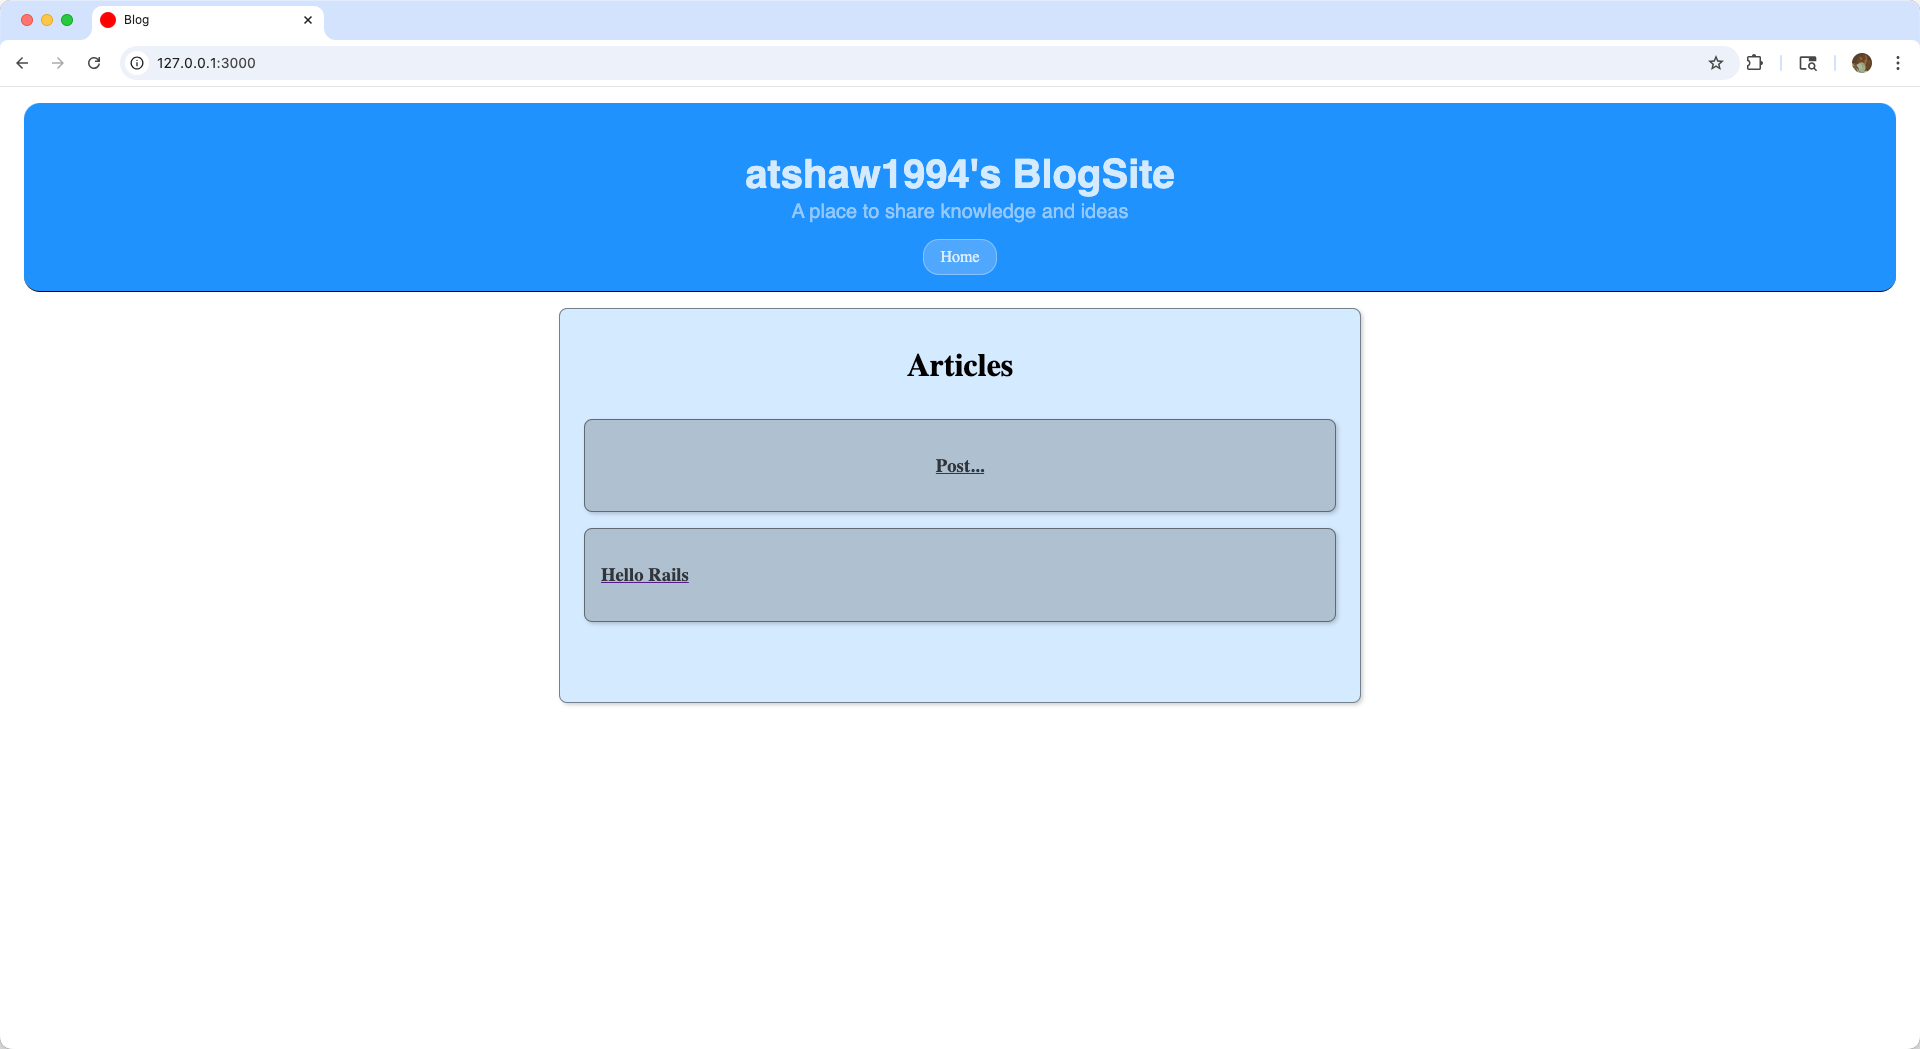 Blog
127.0.0.1:3000
atshaw1994's BlogSite
A place to share knowledge and ideas
Home
Articles
Post...
Hello Rails